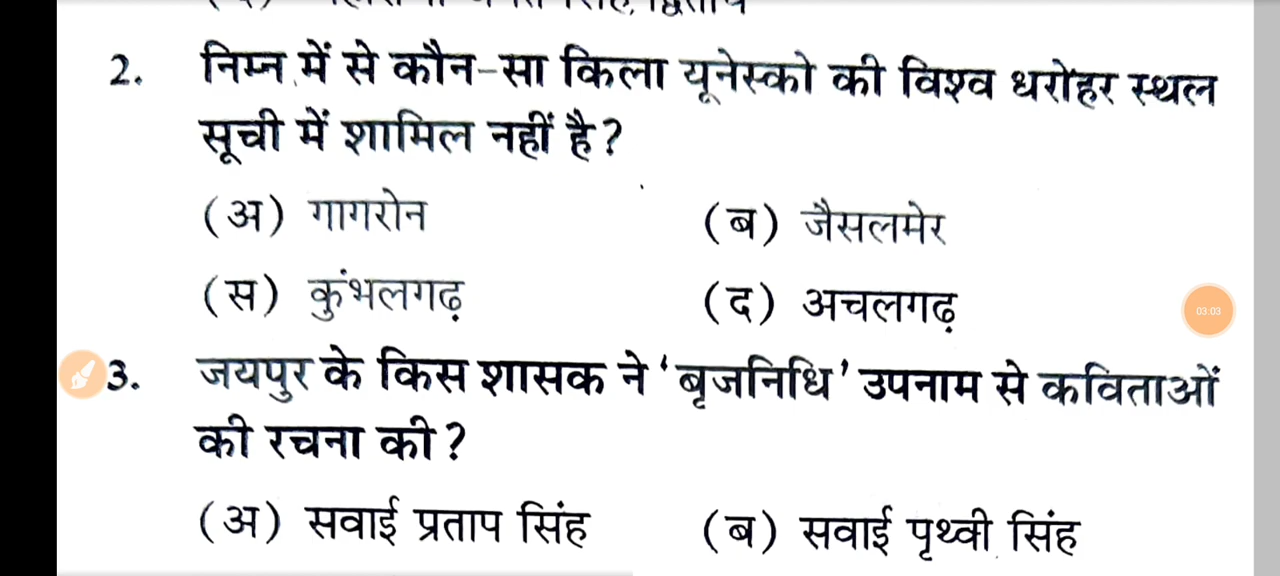 2. निम्न में से कौन-सा किला यूनेस्को की विश्व धरोहर स्थल
सूची में शामिल नहीं है?
(अ) गागरोन (ब) जैसलमेर
(स) कुंभलगढ़ (द) अचलगढ़
03:03
3. जयपुर के किस शासक ने 'बृजनिधि' उपनाम से कविताओं
की रचना की?
(अ) सवाई प्रताप सिंह (ब) सवाई पृथ्वी सिंह